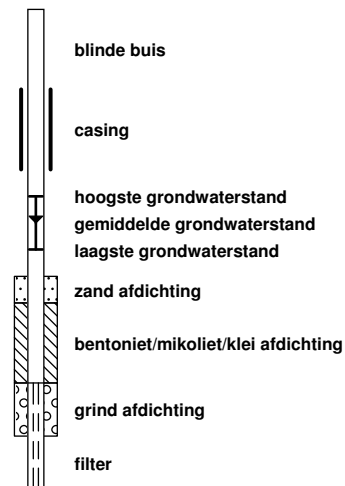 blinde buis
casing
hoogste grondwaterstand
gemiddelde grondwaterstand
laagste grondwaterstand
zand afdichting
bentoniet/mikoliet/klei afdichting
grind afdichting
filter